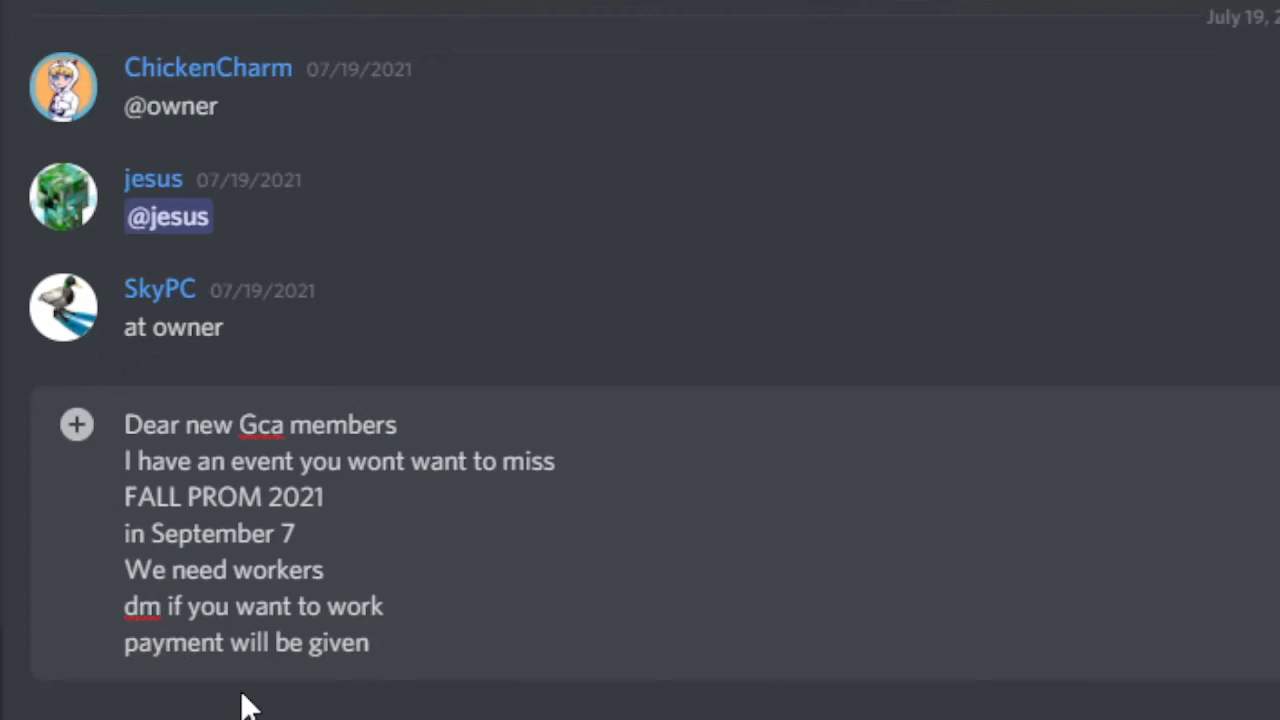 July 19, 2
ChickenCharm 07/19/2021
@owner
jesus 07/19/2021
@jesus
SkyPC 07/19/2021
at owner
Dear new Gca members
I have an event you wont want to miss
FALL PROM 2021
in September 7
We need workers
dm if you want to work
payment will be given